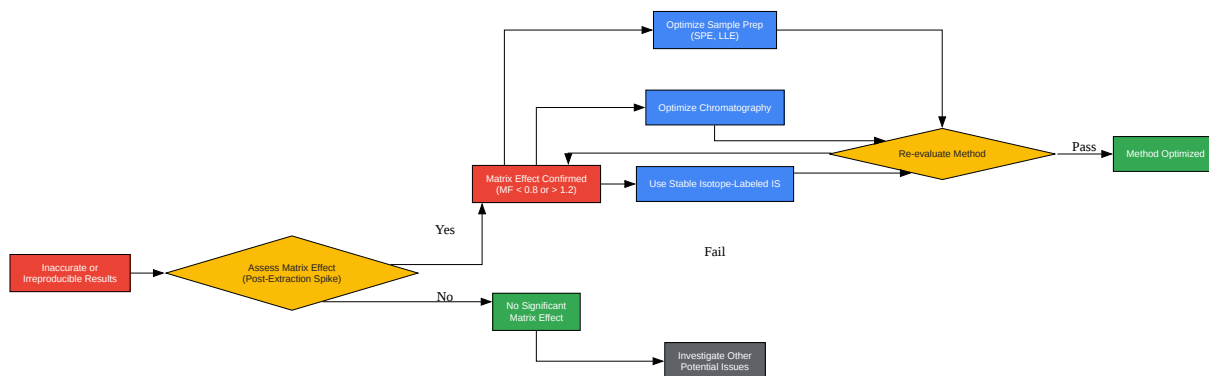 Optimize Sample Prep
(SPE, LLE)
Optimize Chromatography
Re-evaluate Method
Pass
Method Optimized
Matrix Effect Confirmed
(MF < 0.8 or > 1.2)
Use Stable Isotope-Labeled IS
Yes
Fail
Inaccurate or
Irreproducible Results
Assess Matrix Effect
(Post-Extraction Spike)
No
No Significant
Matrix Effect
Investigate Other
Potential Issues